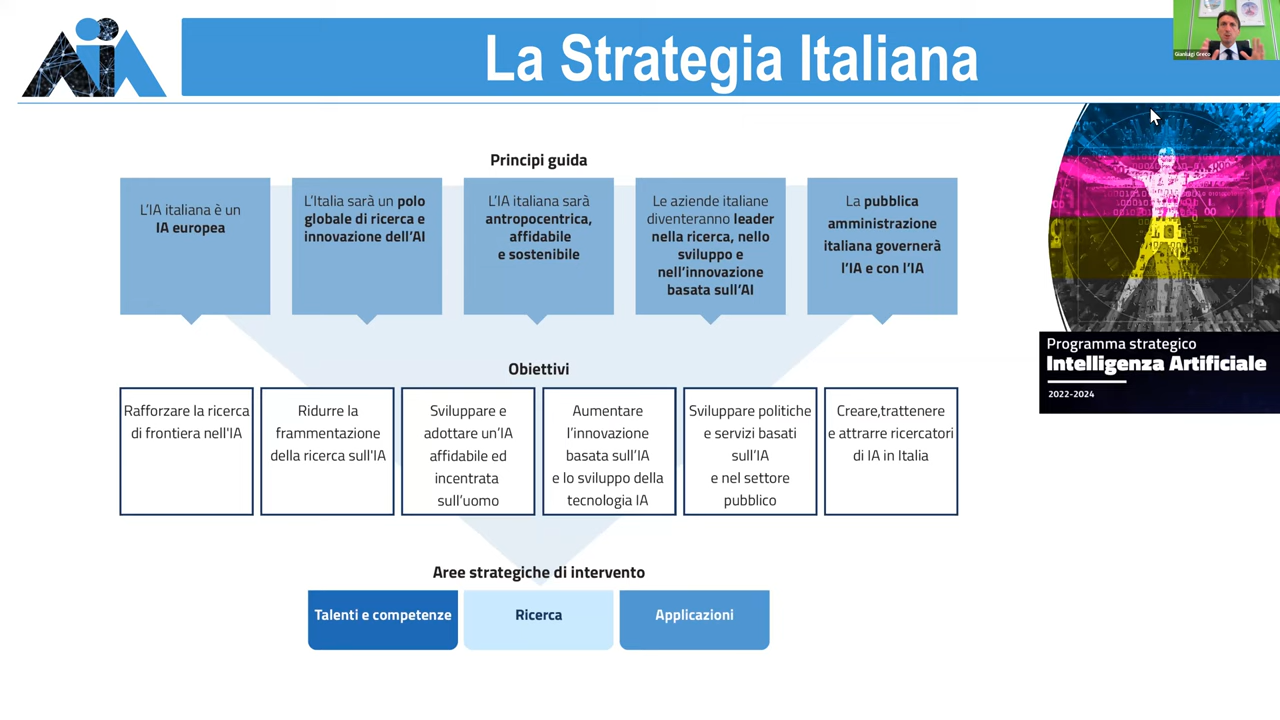 AIA
La Strategia Italiana
Gianluigi Greco
Principi guida
L'IA italiana è un
IA europea
L'Italia sarà un polo
globale di ricerca e
innovazione dell'AI
L'IA italiana sarà
antropocentrica,
affidabile
e sostenibile
Le aziende italiane
diventeranno leader
nella ricerca, nello
sviluppo e
nell'innovazione
basata sull'AI
La pubblica
amministrazione
italiana governerà
l'IA e con l'IA
Obiettivi
Rafforzare la ricerca
di frontiera nell'IA
Ridurre la
frammentazione
della ricerca sull'IA
Sviluppare e
adottare un'IA
affidabile ed
incentrata
sull'uomo
Aumentare
l'innovazione
basata sull'IA
e lo sviluppo della
tecnologia IA
Sviluppare politiche
e servizi basati
sull'IA
e nel settore
pubblico
Creare,trattenere
e attrarre ricercatori
di IA in Italia
Aree strategiche di intervento
Talenti e competenze
Ricerca
Applicazioni
Programma strategico
Intelligenza Artificiale
2022-2024